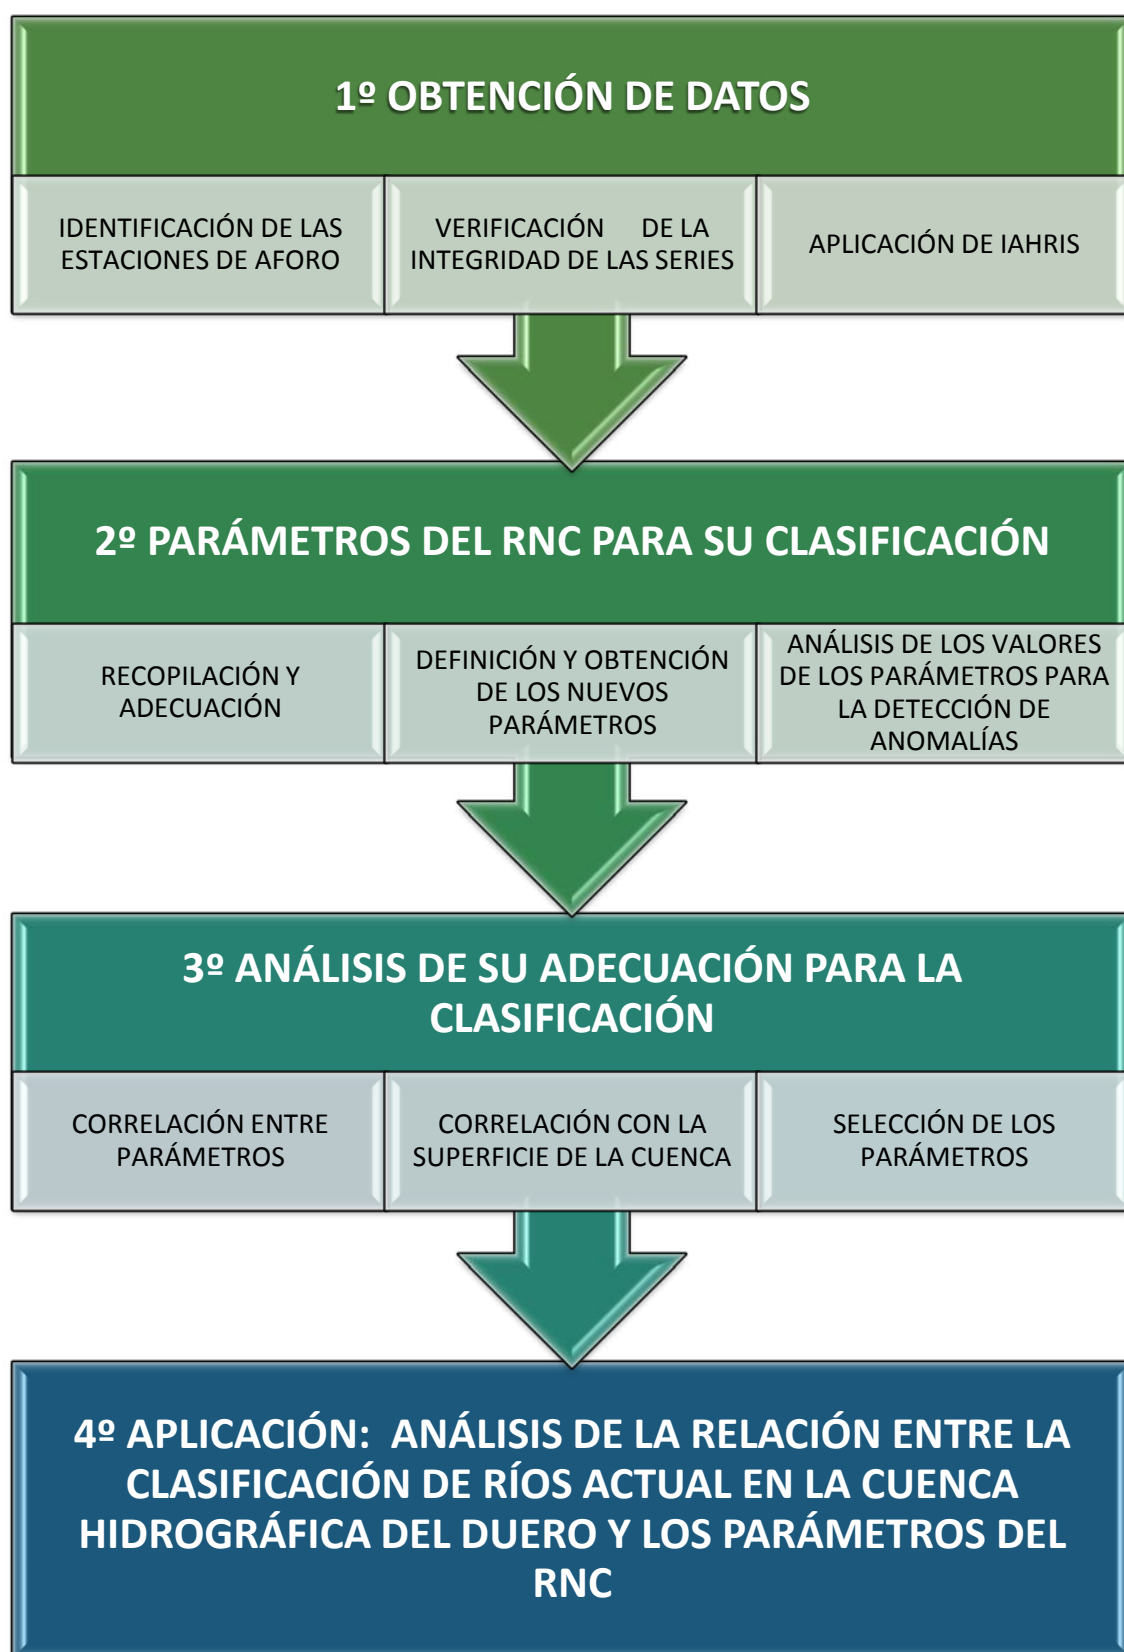 1º OBTENCIÓN DE DATOS
IDENTIFICACIÓN DE LAS
ESTACIONES DE AFORO
VERIFICACIÓN DE LA
INTEGRIDAD DE LAS SERIES
APLICACIÓN DE IAHRIS
2º PARÁMETROS DEL RNC PARA SU CLASIFICACIÓN
RECOPILACIÓN Y
ADECUACIÓN
DEFINICIÓN Y OBTENCIÓN
DE LOS NUEVOS
PARÁMETROS
ANÁLISIS DE LOS VALORES
DE LOS PARÁMETROS PARA
LA DETECCIÓN DE
ANOMALÍAS
3º ANÁLISIS DE SU ADECUACIÓN PARA LA
CLASIFICACIÓN
CORRELACIÓN ENTRE
PARÁMETROS
CORRELACIÓN CON LA
SUPERFICIE DE LA CUENCA
SELECCIÓN DE LOS
PARÁMETROS
4º APLICACIÓN: ANÁLISIS DE LA RELACIÓN ENTRE LA
CLASIFICACIÓN DE RÍOS ACTUAL EN LA CUENCA
HIDROGRÁFICA DEL DUERO Y LOS PARÁMETROS DEL
RNC